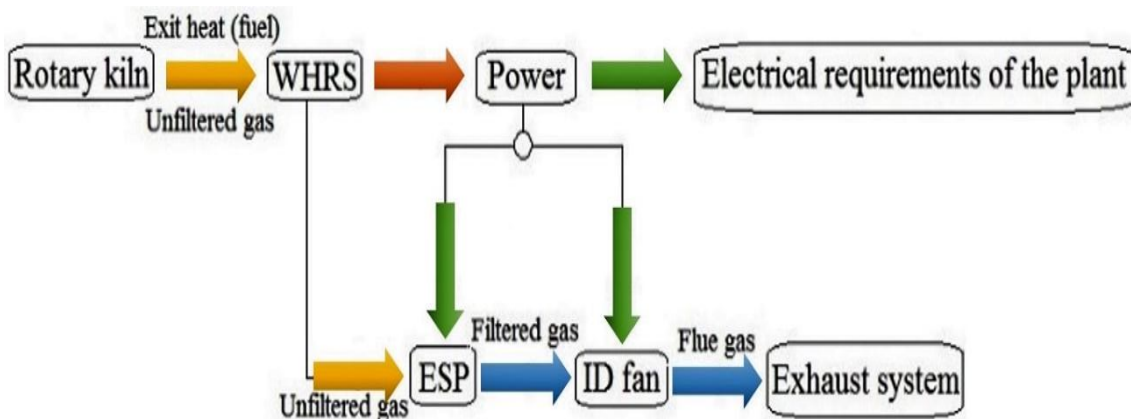 Exit heat (fuel)
Rotary kiln
WHRS
Power
Electrical requirements of the plant
Unfiltered gas
Filtered gas
Flue gas
ESP
ID fan
Exhaust system
Unfiltered gas